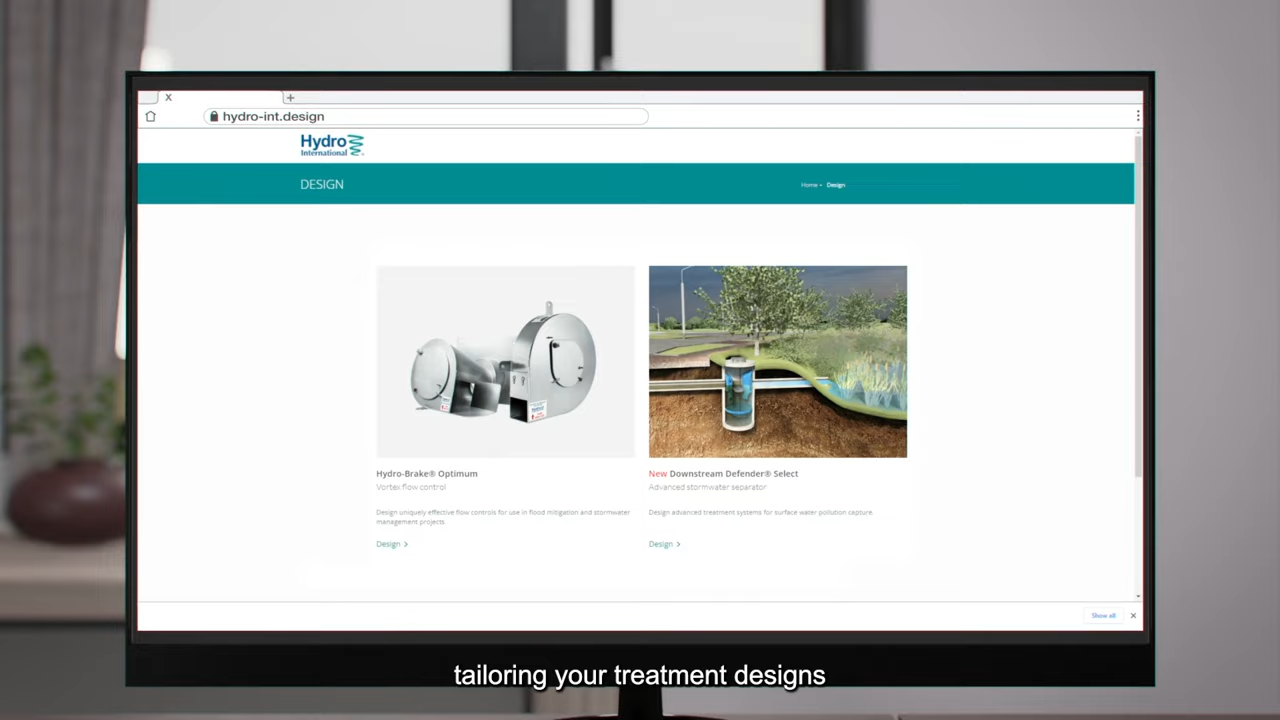 X
+
hydro-int.design
Hydro
International
DESIGN
Home • Design
Hydro-Brake® Optimum
Vortex flow control
Design uniquely effective flow controls for use in flood mitigation and stormwater
management projects
Design >
New Downstream Defender® Select
Advanced stormwater separator
Design advanced treatment systems for surface water pollution capture.
Design >
Show all
tailoring your treatment designs